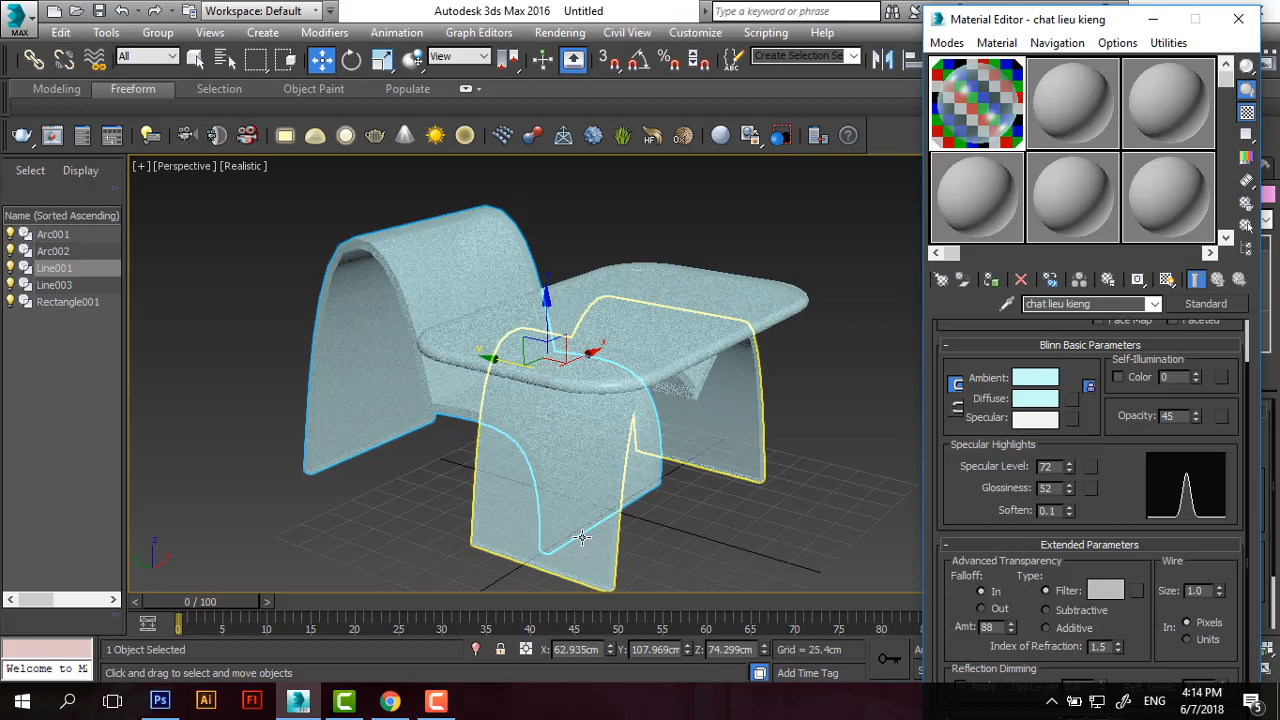 Workspace: Default
Autodesk 3ds Max 2016
Untitled
Type a keyword or phrase
MAX
Edit Tools Group Views Create Modifiers Animation Graph Editors Rendering Civil View Customize Scripting Help
All
View
Create Selection Se
Modeling Freeform Selection Object Paint Populate
Select Display
Name (Sorted Ascending)
Arc001
Arc002
Line001
Line003
Rectangle001
[+] [Perspective] [Realistic]
z
x
y
0 / 100
0 5 10 15 20 25 30 35 40 45 50 55 60 65 70 75 80
1 Object Selected
X: 62.935cm
Y: 107.969cm
Z: 74.299cm
Grid = 25.4cm
Welcome to M
Click and drag to select and move objects
Add Time Tag
Material Editor - chat lieu kieng
Modes Material Navigation Options Utilities
chat lieu kieng
Standard
Face Map
Faceted
Blinn Basic Parameters
Self-Illumination
Ambient:
Color 0
Diffuse:
Specular:
Opacity: 45
Specular Highlights
Specular Level: 72
Glossiness: 52
Soften: 0.1
Extended Parameters
Advanced Transparency
Wire
Falloff:
Type:
In
Filter:
Size: 1.0
Out
Subtractive
In:
Pixels
Amt: 88
Additive
Units
Index of Refraction: 1.5
Reflection Dimming
Ps
Ai
Fl
ENG
4:14 PM
6/7/2018
5